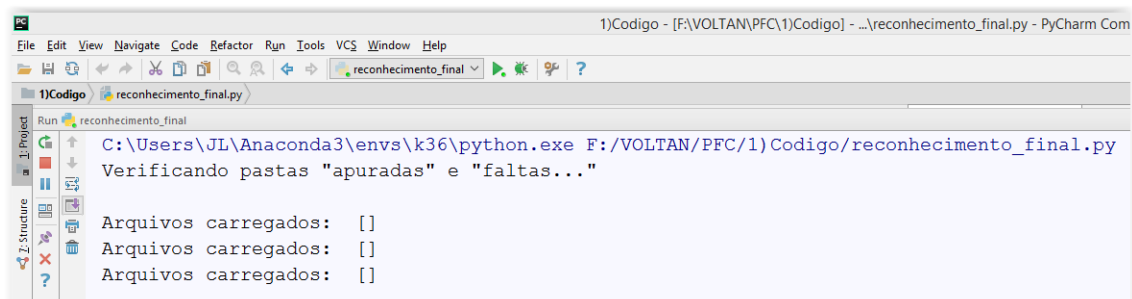 PC
1)Codigo - [F:\VOLTAN\PFC\1)Codigo] - ...\reconhecimento_final.py - PyCharm Com
File Edit View Navigate Code Refactor Run Tools VCS Window Help
reconhecimento_final
?
1)Codigo reconhecimento_final.py
1: Project
Run reconhecimento_final
C:\Users\JL\Anaconda3\envs\k36\python.exe F:/VOLTAN/PFC/1)Codigo/reconhecimento_final.py
Verificando pastas "apuradas" e "faltas..."
Arquivos carregados:  []
Arquivos carregados:  []
Arquivos carregados:  []
7: Structure
?